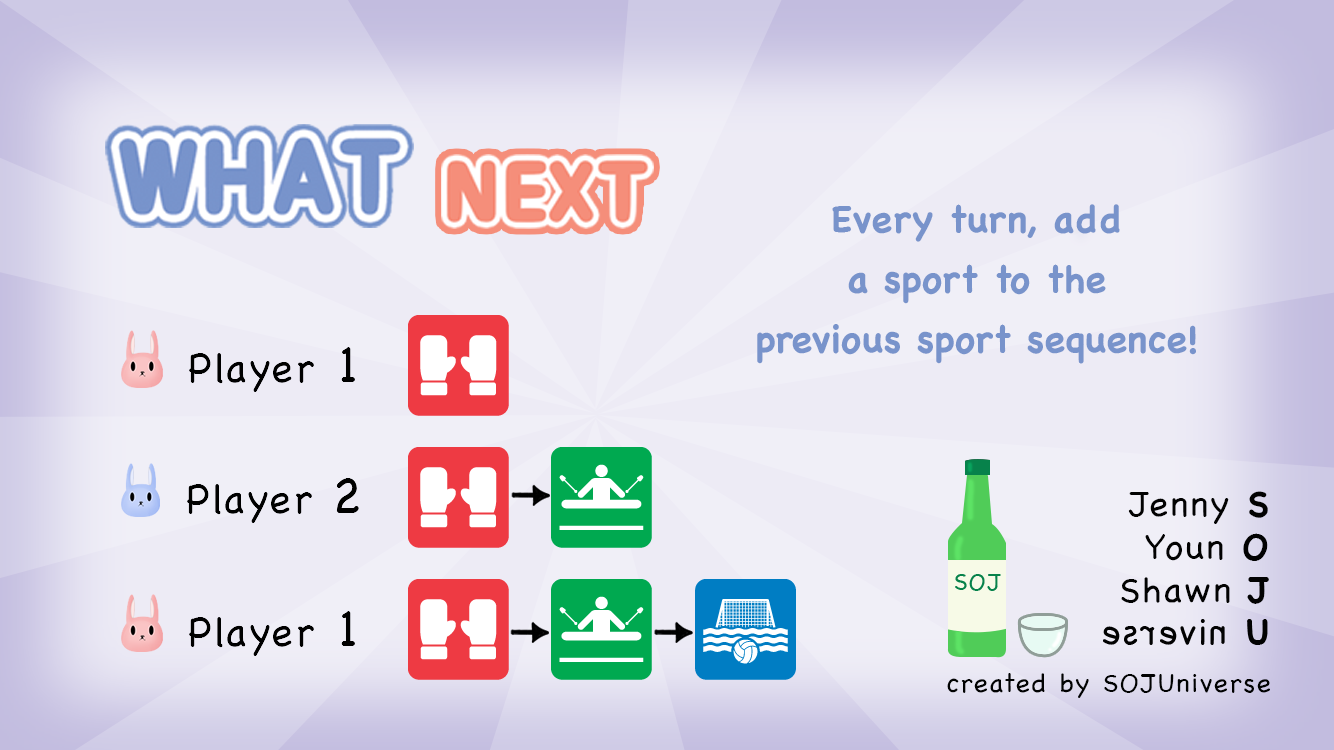 WHAT NEXT
Every turn, add
a sport to the
previous sport sequence!
Player 1
Player 2
Player 1
SOJ
Jenny S
Youn O
Shawn J
esrevin U
created by SOJUniverse